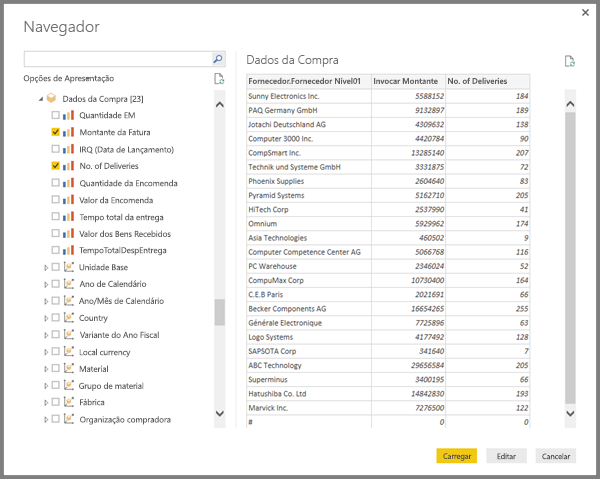 Navegador
Opções de Apresentação
Dados da Compra [23]
Quantidade EM
Montante da Fatura
IRQ (Data de Lançamento)
No. of Deliveries
Quantidade da Encomenda
Valor da Encomenda
Tempo total da entrega
Valor dos Bens Recebidos
TempoTotalDespEntrega
Unidade Base
Ano de Calendário
Ano/Mês de Calendário
Country
Variante do Ano Fiscal
Local currency
Material
Grupo de material
Fábrica
Organização compradora
Dados da Compra
Fornecedor.Fornecedor Nível01 Invocar Montante No. of Deliveries
Sunny Electronics Inc. 5588152 184
PAQ Germany GmbH 9132897 189
Jotachi Deutschland AG 4309632 138
Computer 3000 Inc. 4420784 90
CompSmart Inc. 13285140 207
Technik und Systeme GmbH 3331875 72
Phoenix Supplies 2604640 83
Pyramid Systems 5162710 205
HiTech Corp 2537990 41
Omnium 5929962 174
Asia Technologies 460502 9
Computer Competence Center AG 5066768 116
PC Warehouse 2346024 52
CompuMax Corp 10730400 164
C.E.B Paris 2021691 66
Becker Components AG 16654265 255
Générale Electronique 7725896 63
Logo Systems 4177492 128
SAPSOTA Corp 341640 7
ABC Technology 29656584 205
Superminus 3400195 66
Hatushiba Co. Ltd 14842830 193
Marvick Inc. 7276500 122
# 0 0
Carregar Editar Cancelar